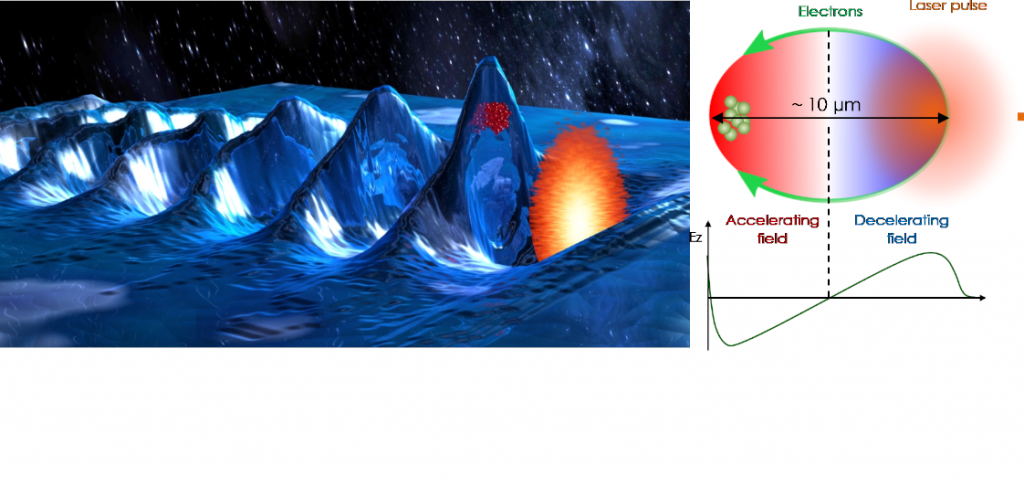 Electrons
Laser pulse
~ 10 μm
Accelerating
field
Decelerating
field
Ez